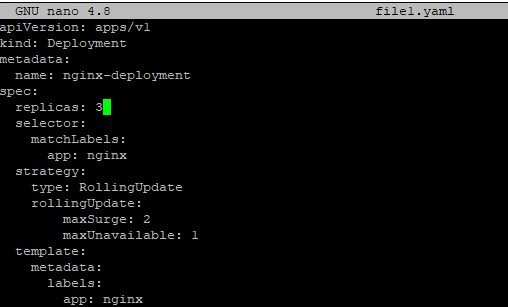 GNU nano 4.8 file1.yaml
apiVersion: apps/v1
kind: Deployment
metadata:
  name: nginx-deployment
spec:
  replicas: 3
  selector:
    matchLabels:
      app: nginx
  strategy:
    type: RollingUpdate
    rollingUpdate:
        maxSurge: 2
        maxUnavailable: 1
  template:
    metadata:
      labels:
        app: nginx